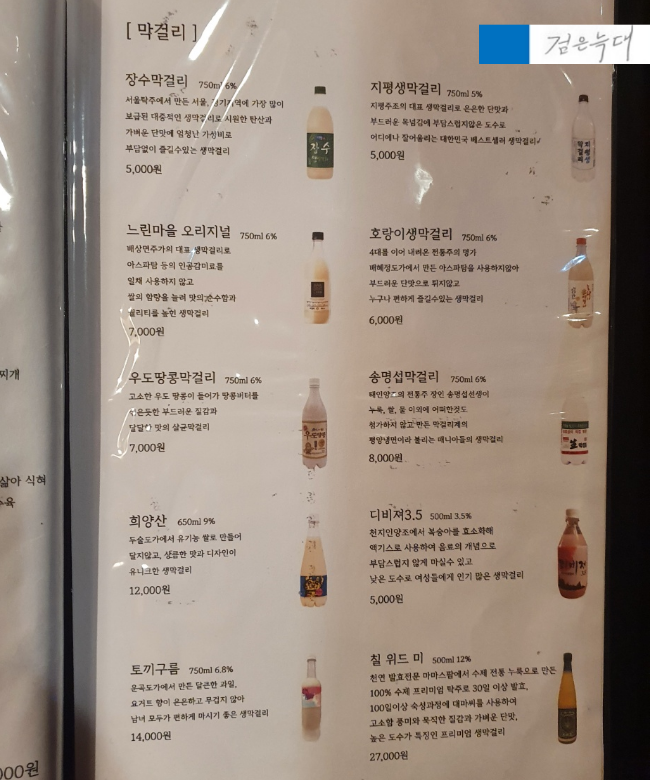 [ 막걸리 ]
검은늑대
장수막걸리 750ml 6%
서울탁주에서 만든 서울, 경기지역에 가장 많이
보급된 대중적인 생막걸리로 시원한 탄산과
가벼운 단맛에 엄청난 가성비로
부담없이 즐길수있는 생막걸리
5,000원
느린마을 오리지널 750ml 6%
배상면주가의 대표 생막걸리로
아스파탐 등의 인공감미료를
일체 사용하지 않고
쌀의 함량을 늘려 맛의 순수함과
퀄리티를 높힌 생막걸리
7,000원
우도땅콩막걸리 750ml 6%
고소한 우도 땅콩이 들어가 땅콩버터를
먹은듯한 부드러운 질감과
달달한 맛의 살균막걸리
7,000원
희양산 650ml 9%
두술도가에서 유기농 쌀로 만들어
달지않고, 상큼한 맛과 디자인이
유니크한 생막걸리
12,000원
토끼구름 750ml 6.8%
운곡도가에서 만든 달큰한 과일,
요거트 향이 은은하고 무겁지 않아
남녀 모두가 편하게 마시기 좋은 생막걸리
14,000원
지평생막걸리 750ml 5%
지평주조의 대표 생막걸리로 은은한 단맛과
부드러운 목넘김에 부담스럽지않은 도수로
어디에나 잘어울리는 대한민국 베스트셀러 생막걸리
5,000원
호랑이생막걸리 750ml 6%
4대를 이어 내려온 전통주의 명가
배혜정도가에서 만든 아스파탐을 사용하지않아
부드러운 단맛으로 튀지않고
누구나 편하게 즐길수있는 생막걸리
6,000원
송명섭막걸리 750ml 6%
태인양조의 전통주 장인 송명섭선생이
누룩, 쌀, 물 이외에 어떠한것도
첨가하지 않고 만든 막걸리계의
평양냉면이라 불리는 매니아들의 생막걸리
8,000원
디비져3.5 500ml 3.5%
천지인양조에서 복숭아를 효소화해
액기스로 사용하여 음료의 개념으로
부담스럽지 않게 마실수 있고
낮은 도수로 여성들에게 인기 많은 생막걸리
5,000원
칠 위드 미 500ml 12%
천연 발효전문 마마스팜에서 수제 전통 누룩으로 만든
100% 수제 프리미엄 탁주로 30일 이상 발효,
100일이상 숙성과정에 대마씨를 사용하여
고소함 풍미와 묵직한 질감과 가벼운 단맛,
높은 도수가 특징인 프리미엄 생막걸리
27,000원
찌개
삶아 식혀
수육
000원
장수
지평생
막걸리